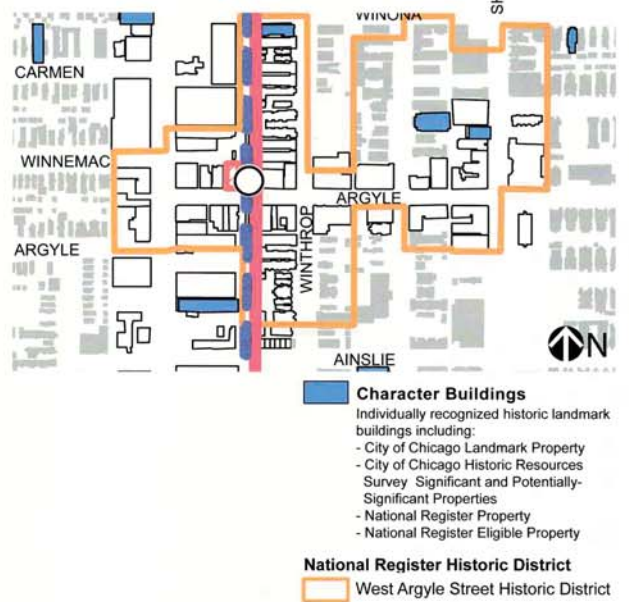 WINONA
SH
CARMEN
WINNEMAC
ARGYLE
ARGYLE
WINTHROP
AINSLIE
N
Character Buildings
Individually recognized historic landmark
buildings including:
- City of Chicago Landmark Property
- City of Chicago Historic Resources
Survey Significant and Potentially-
Significant Properties
- National Register Property
- National Register Eligible Property
National Register Historic District
West Argyle Street Historic District